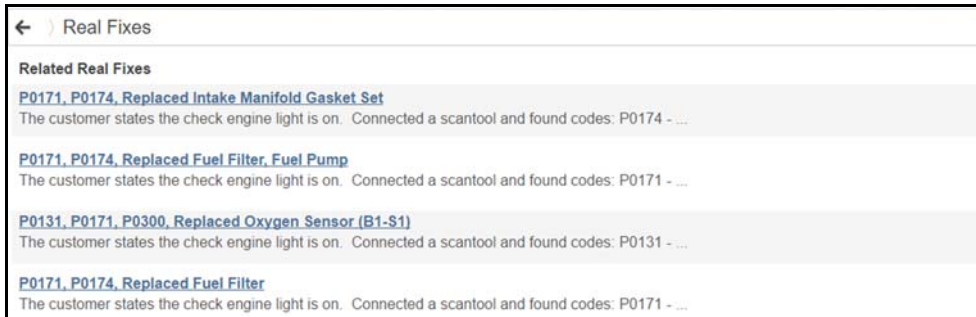 Real Fixes
Related Real Fixes
P0171, P0174, Replaced Intake Manifold Gasket Set
The customer states the check engine light is on. Connected a scantool and found codes: P0174 - ...
P0171, P0174, Replaced Fuel Filter, Fuel Pump
The customer states the check engine light is on. Connected a scantool and found codes: P0171 - ...
P0131, P0171, P0300, Replaced Oxygen Sensor (B1-S1)
The customer states the check engine light is on. Connected a scantool and found codes: P0131 - ...
P0171, P0174, Replaced Fuel Filter
The customer states the check engine light is on. Connected a scantool and found codes: P0171 - ...